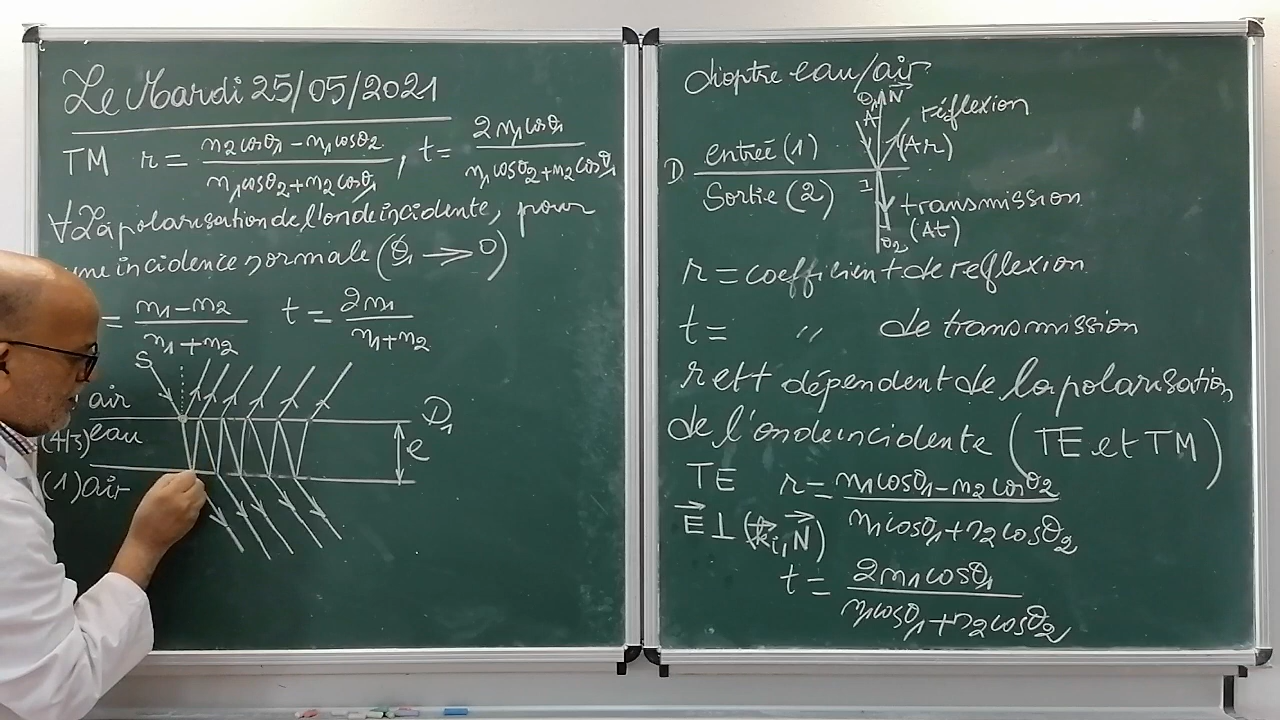 Le Mardi 25/05/2021
TM r = (n2cosθ1 - n1cosθ2)/(n1cosθ2 + n2cosθ1), t = 2n1cosθ1/(n1cosθ2 + n2cosθ1)
∀ La polarisation de l'onde incidente, pour
une incidence normale (θ1 → 0)
= (n1 - n2)/(n1 + n2) t = 2n1/(n1 + n2)
S
air
D1
(4/3) eau
e
(1) air
dioptre eau/air
θ1 N
A
réflexion
(Ar)
entrée (1)
D
I
Sortie (2)
transmission
(At)
θ2
r = coefficient de reflexion
t = " de transmission
r et t dépendent de la polarisation
de l'onde incidente (TE et TM)
TE r = (n1cosθ1 - n2cosθ2)/(n1cosθ1 + n2cosθ2)
E⃗ ⊥ (k⃗i, N⃗)
t = 2n1cosθ1/(n1cosθ1 + n2cosθ2)